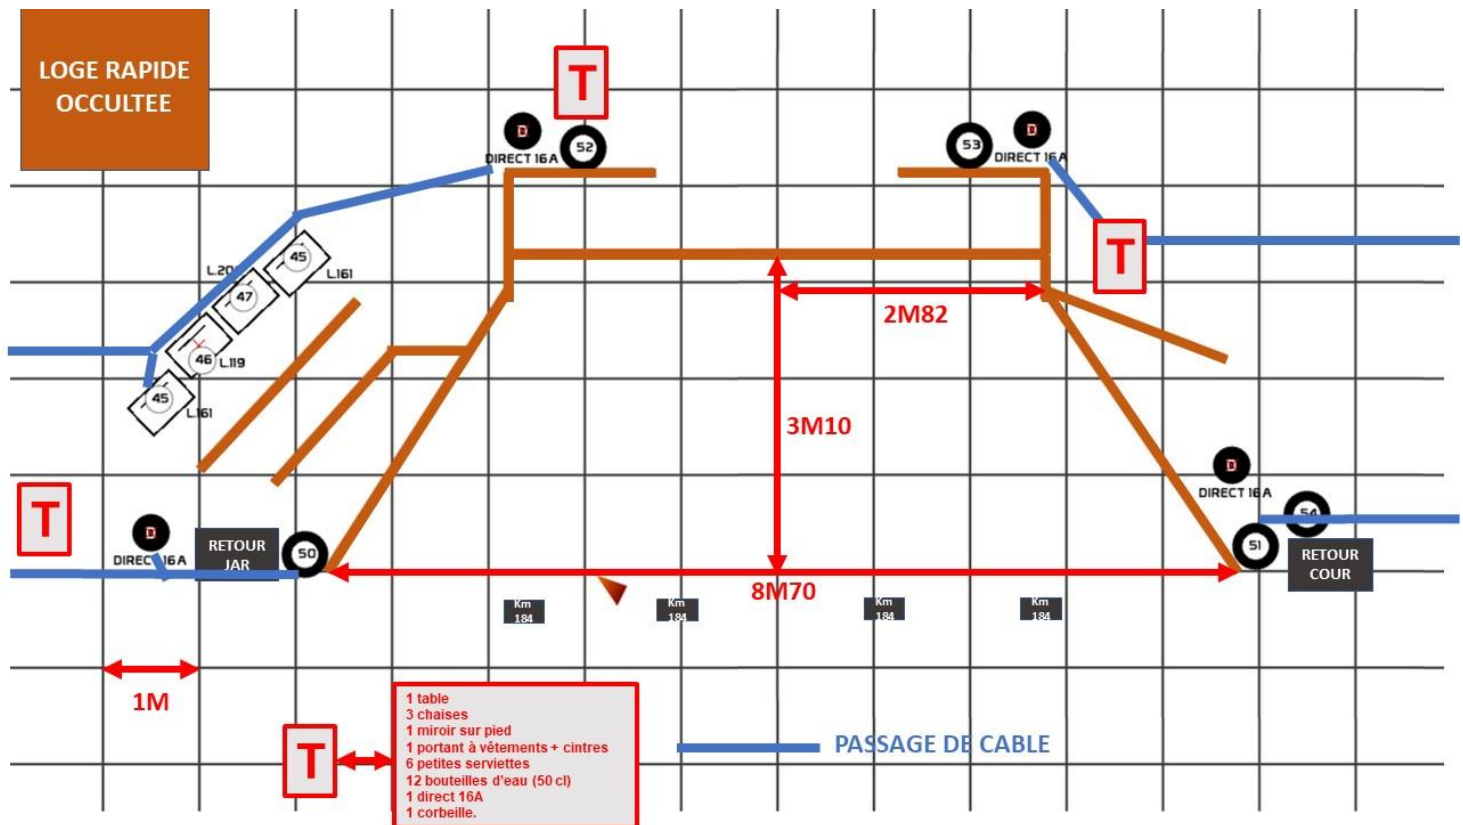 LOGE RAPIDE
OCCULTEE
T
D
52
DIRECT 16A
53
D
DIRECT 16A
T
45
L.161
L.20
47
46
L.119
45
L.161
2M82
3M10
T
D
DIRECT 16A
RETOUR
JAR
50
D
DIRECT 16A
54
51
RETOUR
COUR
8M70
Km
184
Km
184
Km
184
Km
184
1M
T
1 table
3 chaises
1 miroir sur pied
1 portant à vêtements + cintres
6 petites serviettes
12 bouteilles d'eau (50 cl)
1 direct 16A
1 corbeille.
PASSAGE DE CABLE